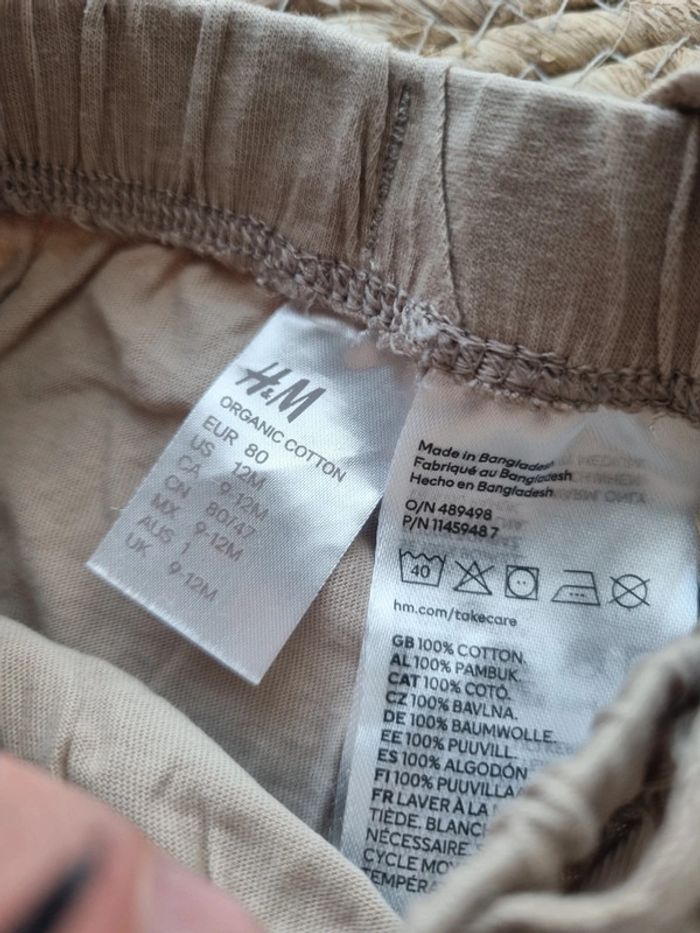 H&M
ORGANIC COTTON
EUR 80
US 12M
CA 9-12M
CN 80/47
MX 9-12M
AUS 1
UK 9-12M
Made in Bangladesh
Fabriqué au Bangladesh
Hecho en Bangladesh
O/N 489498
P/N 1145948 7
40
hm.com/takecare
GB 100% COTTON.
AL 100% PAMBUK.
CAT 100% COTÓ.
CZ 100% BAVLNA.
DE 100% BAUMWOLLE.
EE 100% PUUVILL.
ES 100% ALGODÓN
FI 100% PUUVILLA
FR LAVER À LA
TIÈDE. BLANCI
NÉCESSAIRE
CYCLE MO
TEMPÉR